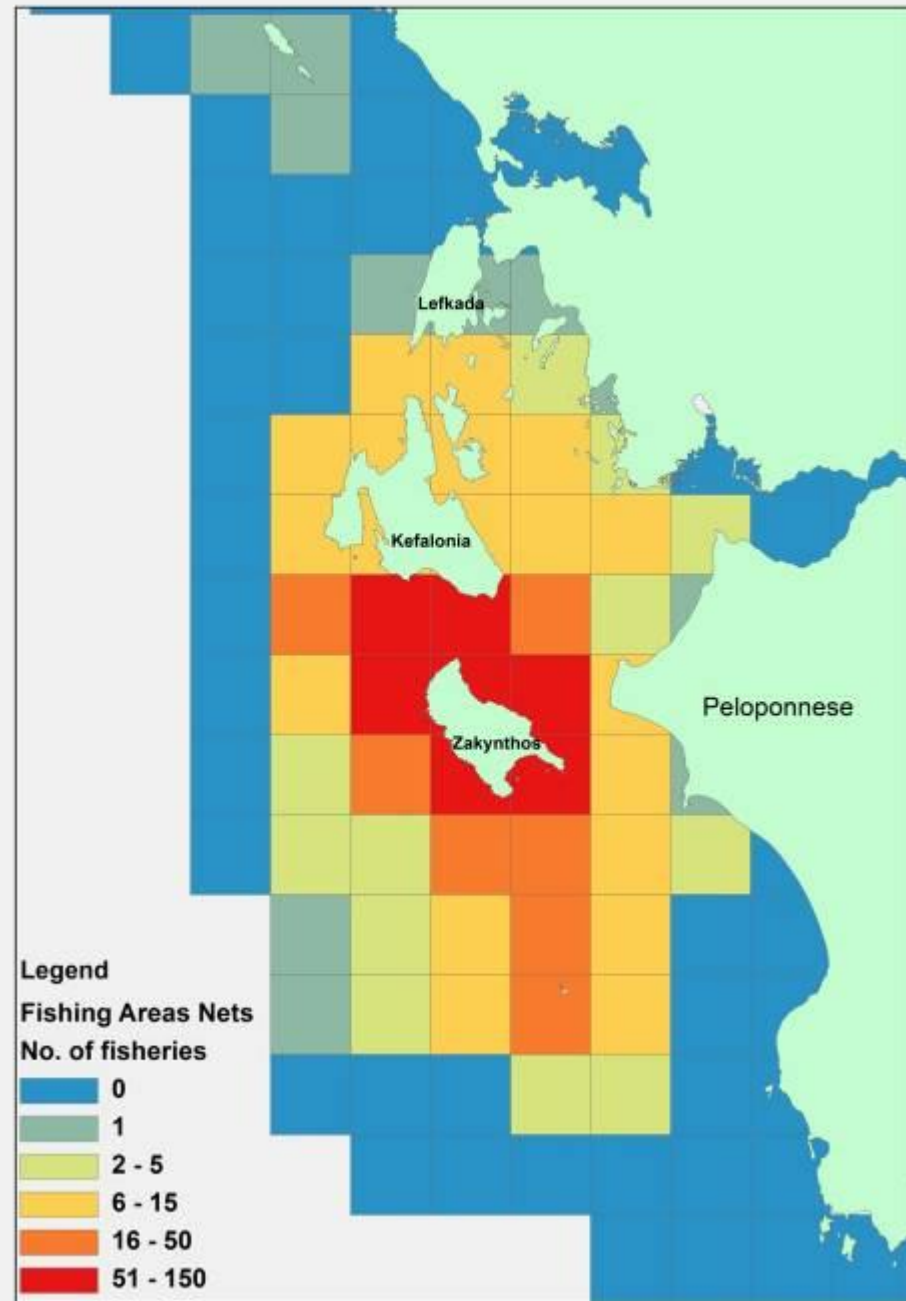 Lefkada
Kefalonia
Peloponnese
Zakynthos
Legend
Fishing Areas Nets
No. of fisheries
0
1
2 - 5
6 - 15
16 - 50
51 - 150